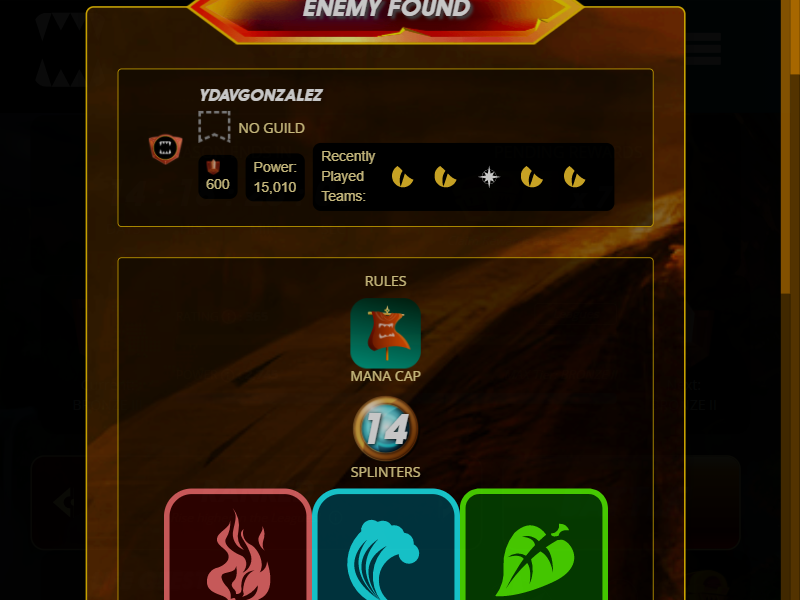 ENEMY FOUND
YDAVGONZALEZ
NO GUILD
600
Power:
15,010
Recently
Played
Teams:
RULES
MANA CAP
14
SPLINTERS